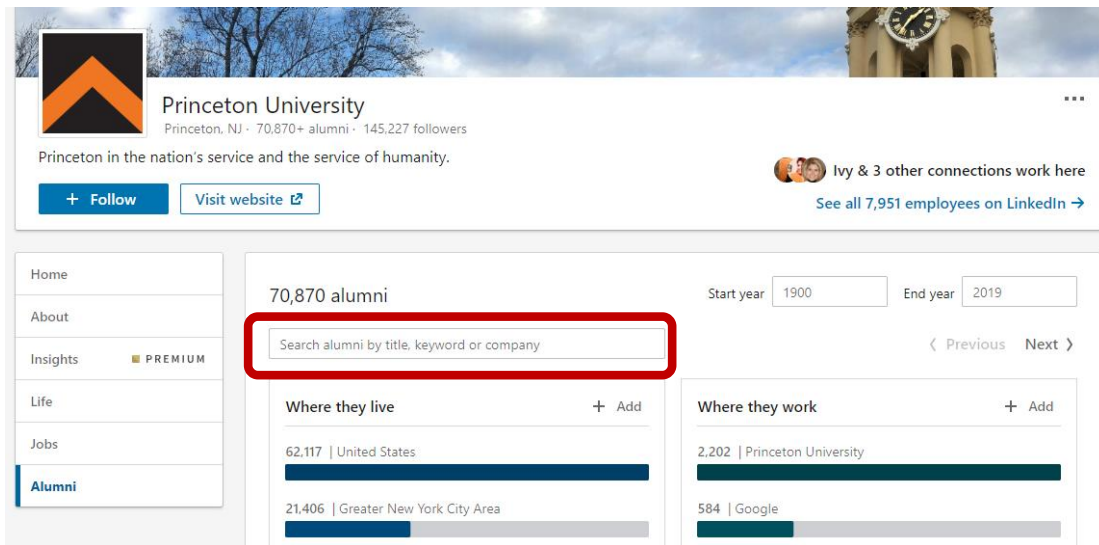 Princeton University
Princeton, NJ · 70,870+ alumni · 145,227 followers
Princeton in the nation's service and the service of humanity.
+ Follow
Visit website
Ivy & 3 other connections work here
See all 7,951 employees on LinkedIn →
Home
About
Insights PREMIUM
Life
Jobs
Alumni
70,870 alumni
Start year 1900 End year 2019
Search alumni by title, keyword or company
Previous Next
Where they live + Add
62,117 | United States
21,406 | Greater New York City Area
Where they work + Add
2,202 | Princeton University
584 | Google